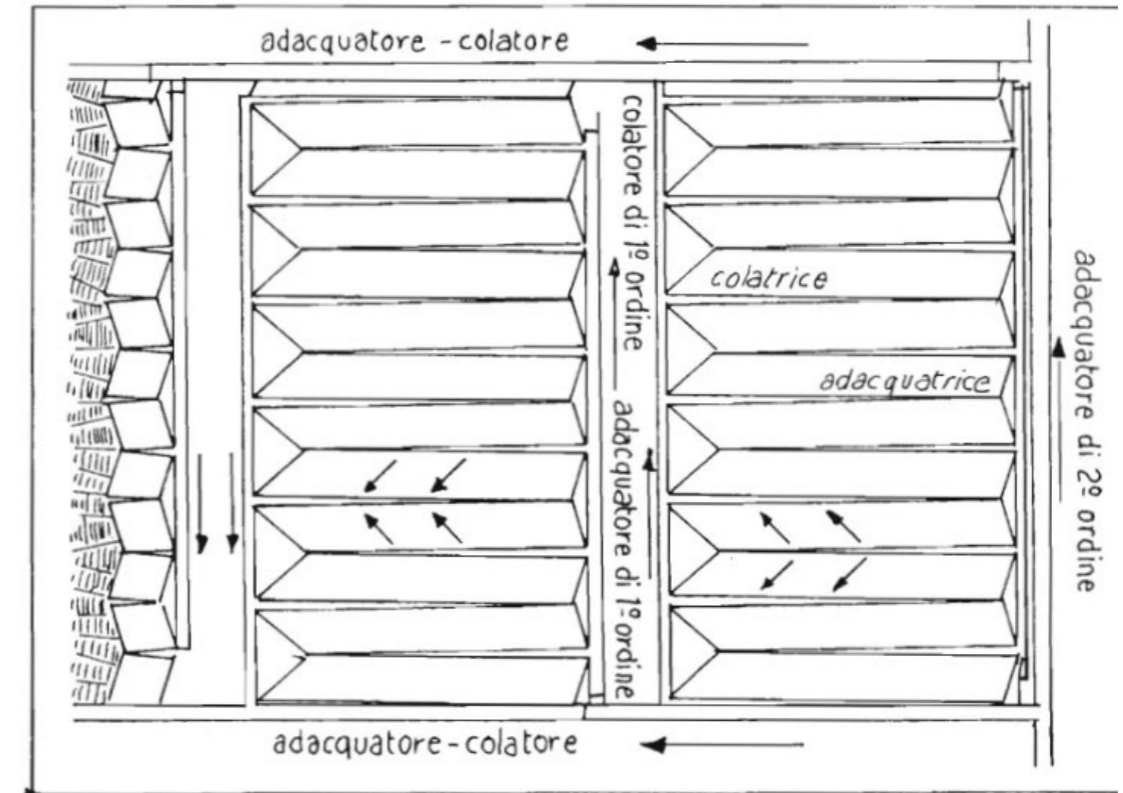 adacquatore - colatore
colatore di 1º ordine
adacquatore di 1º ordine
colatrice
adacquatrice
adacquatore di 2º ordine
adacquatore-colatore